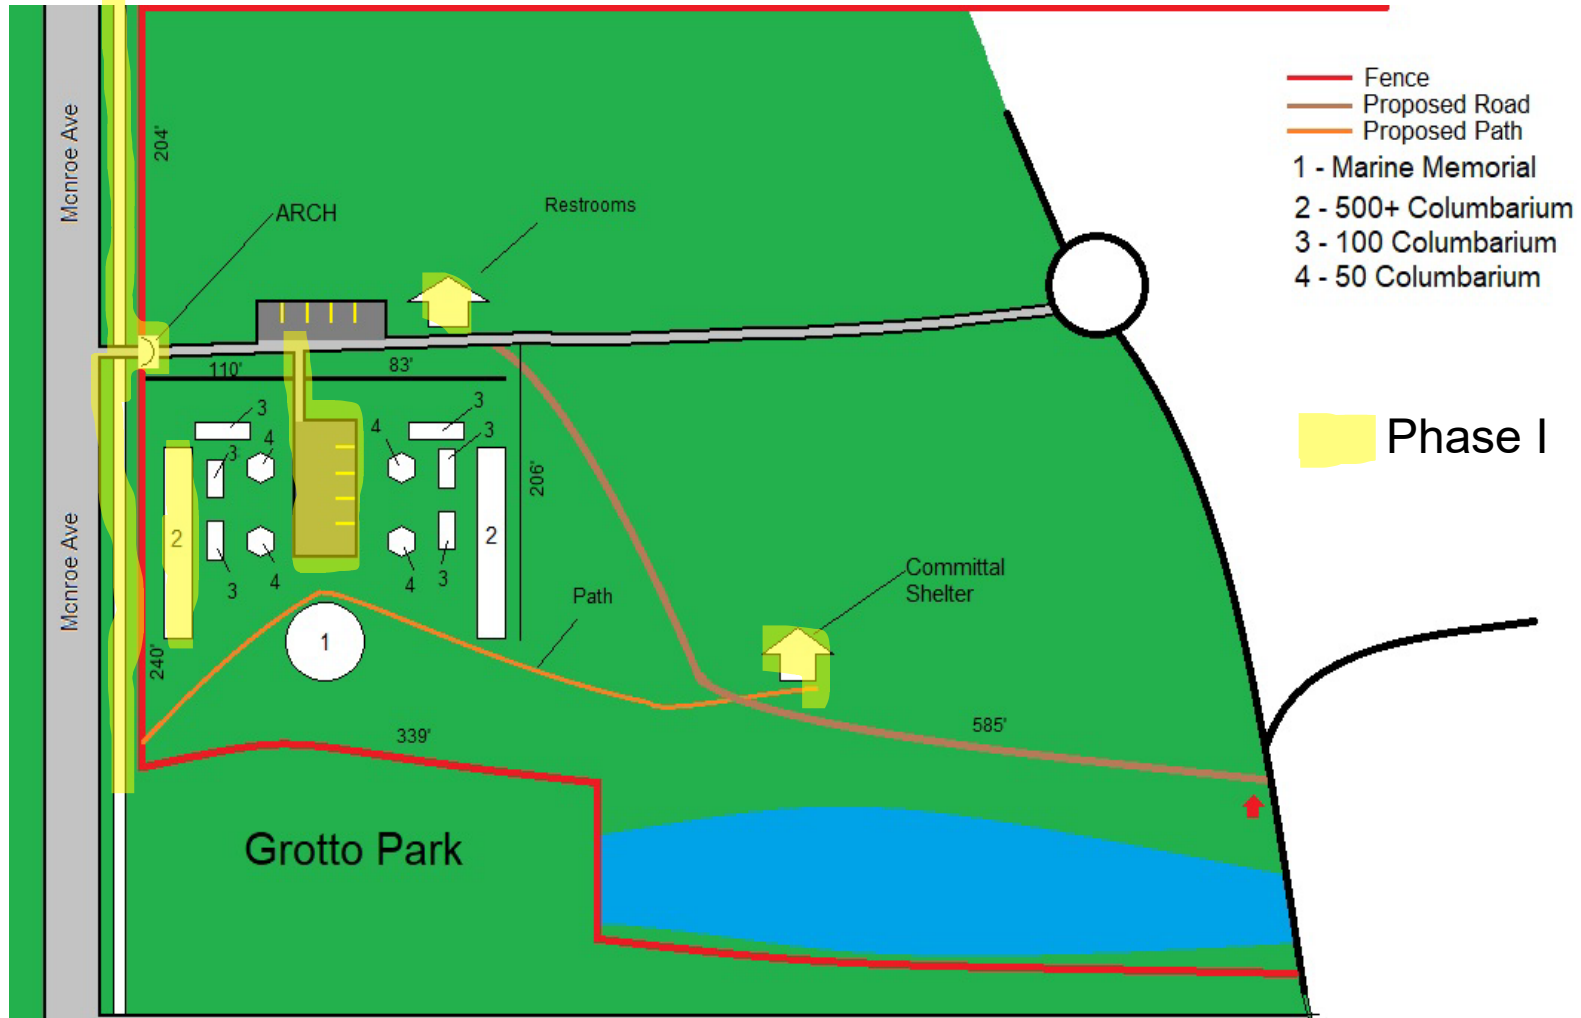 Monroe Ave
204'
ARCH
Restrooms
Fence
Proposed Road
Proposed Path
1 - Marine Memorial
2 - 500+ Columbarium
3 - 100 Columbarium
4 - 50 Columbarium
110'
83'
3
3
4
4
3
3
206'
Phase I
2
2
3
4
4
3
Monroe Ave
Committal
Shelter
Path
1
240'
339'
585'
Grotto Park